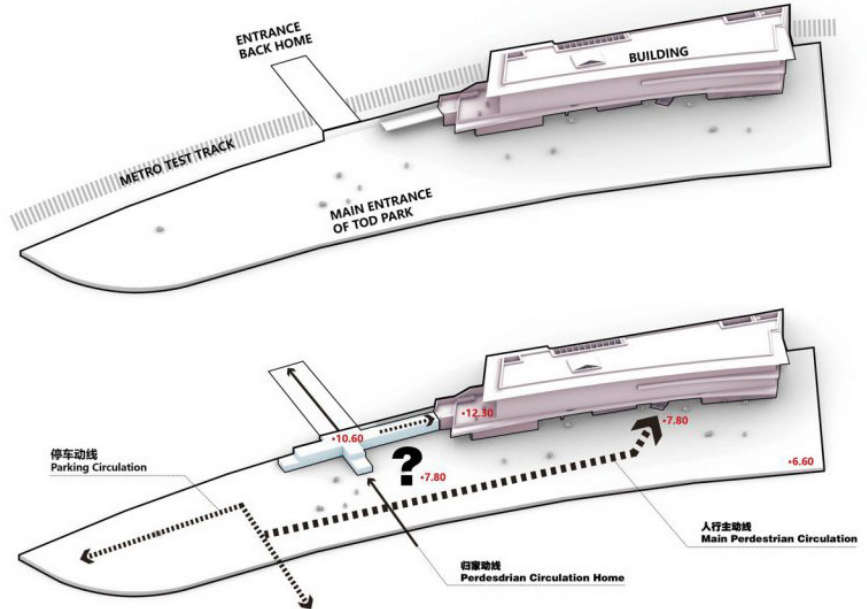 ENTRANCE
BACK HOME
BUILDING
METRO TEST TRACK
MAIN ENTRANCE
OF TOD PARK
•12.30
•10.60
•7.80
?
•7.80
•6.60
停车动线
Parking Circulation
人行主动线
Main Perdestrian Circulation
归家动线
Perdesdrian Circulation Home